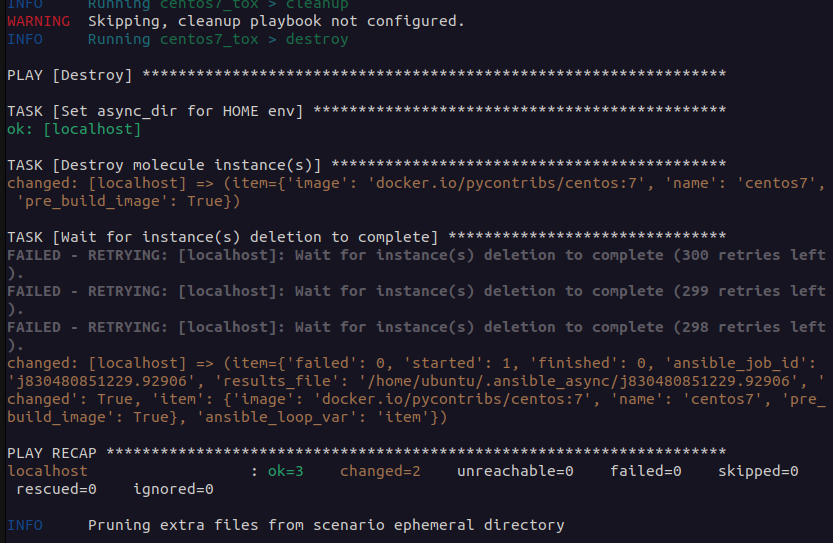 INFO     Running centos7_tox > cleanup
WARNING  Skipping, cleanup playbook not configured.
INFO     Running centos7_tox > destroy

PLAY [Destroy] *****************************************************************

TASK [Set async_dir for HOME env] **********************************************
ok: [localhost]

TASK [Destroy molecule instance(s)] ********************************************
changed: [localhost] => (item={'image': 'docker.io/pycontribs/centos:7', 'name': 'centos7',
 'pre_build_image': True})

TASK [Wait for instance(s) deletion to complete] *******************************
FAILED - RETRYING: [localhost]: Wait for instance(s) deletion to complete (300 retries left
).
FAILED - RETRYING: [localhost]: Wait for instance(s) deletion to complete (299 retries left
).
FAILED - RETRYING: [localhost]: Wait for instance(s) deletion to complete (298 retries left
).
changed: [localhost] => (item={'failed': 0, 'started': 1, 'finished': 0, 'ansible_job_id':
'j830480851229.92906', 'results_file': '/home/ubuntu/.ansible_async/j830480851229.92906', '
changed': True, 'item': {'image': 'docker.io/pycontribs/centos:7', 'name': 'centos7', 'pre_
build_image': True}, 'ansible_loop_var': 'item'})

PLAY RECAP *********************************************************************
localhost                  : ok=3    changed=2    unreachable=0    failed=0    skipped=0
 rescued=0    ignored=0

INFO     Pruning extra files from scenario ephemeral directory